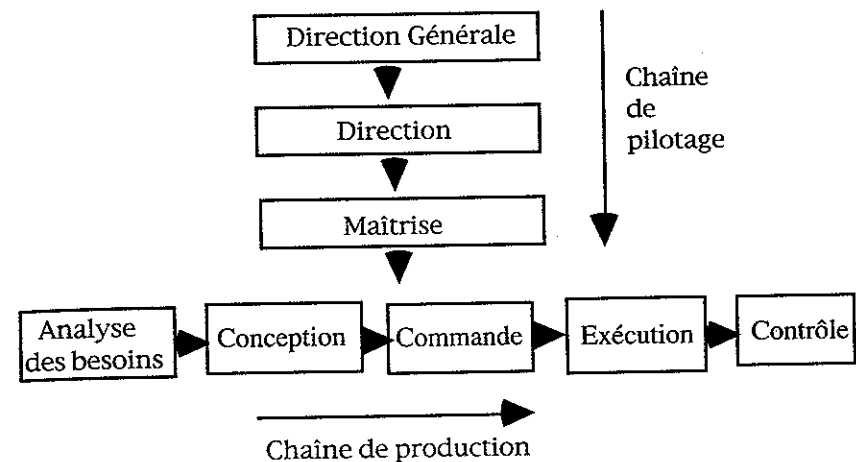 Direction Générale
Chaîne
de
pilotage
Direction
Maîtrise
Analyse
des besoins
Conception
Commande
Exécution
Contrôle
Chaîne de production